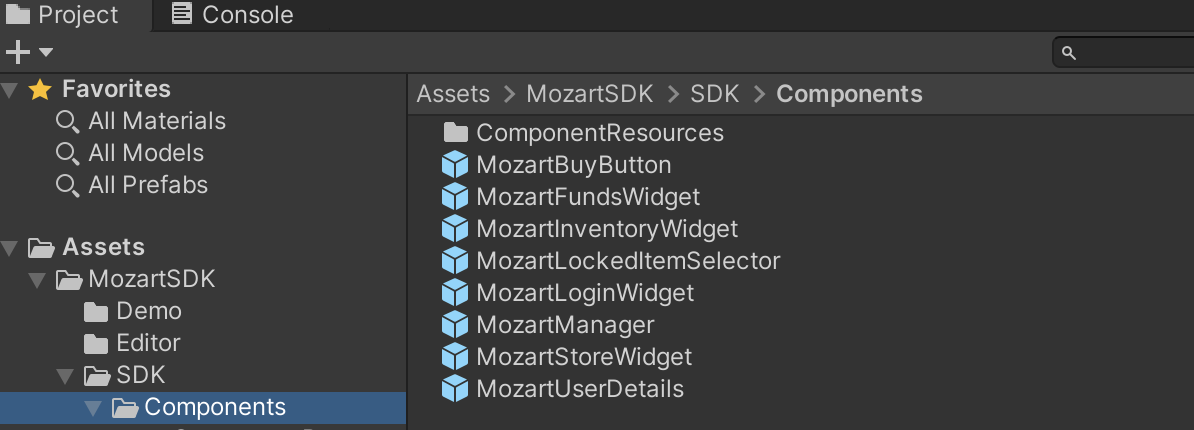 Project
Console
Favorites
All Materials
All Models
All Prefabs
Assets
MozartSDK
Demo
Editor
SDK
Components
Assets > MozartSDK > SDK > Components
ComponentResources
MozartBuyButton
MozartFundsWidget
MozartInventoryWidget
MozartLockedItemSelector
MozartLoginWidget
MozartManager
MozartStoreWidget
MozartUserDetails